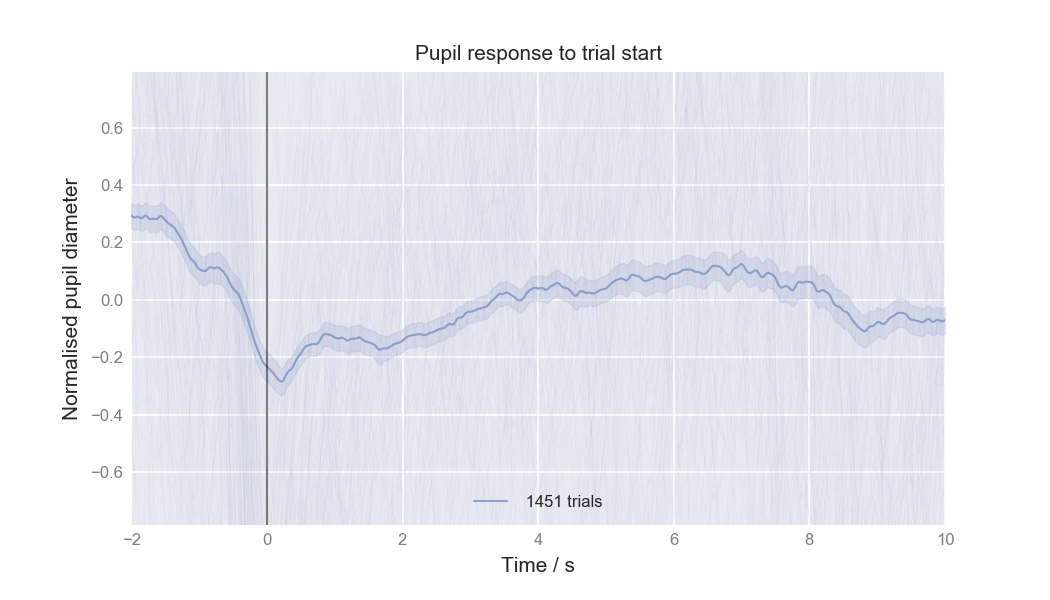 Pupil response to trial start
Normalised pupil diameter
0.6
0.4
0.2
0.0
−0.2
−0.4
−0.6
1451 trials
−2 0 2 4 6 8 10
Time / s